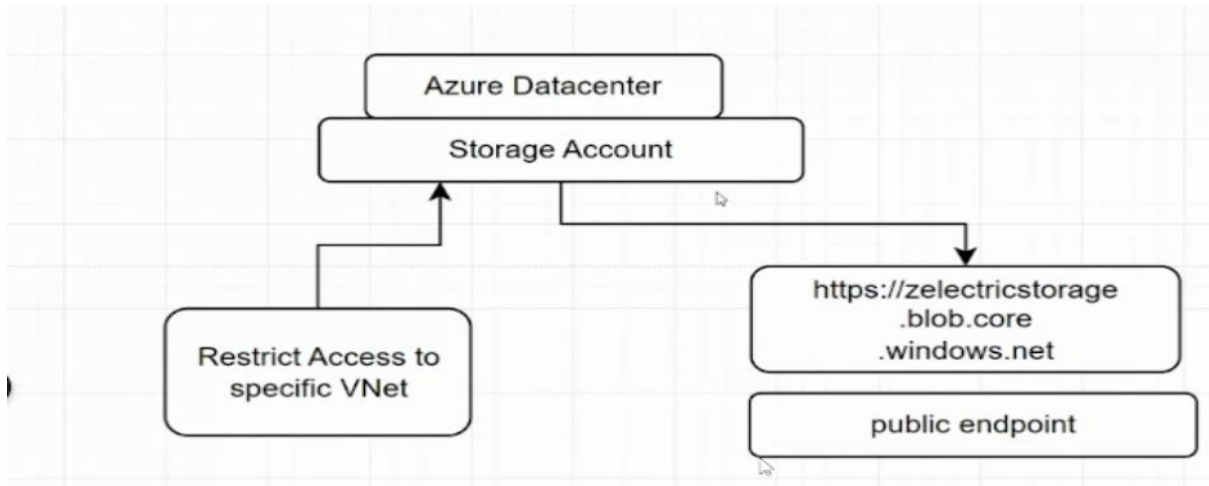 Azure Datacenter
Storage Account
Restrict Access to
specific VNet
https://zelectricstorage
.blob.core
.windows.net
public endpoint